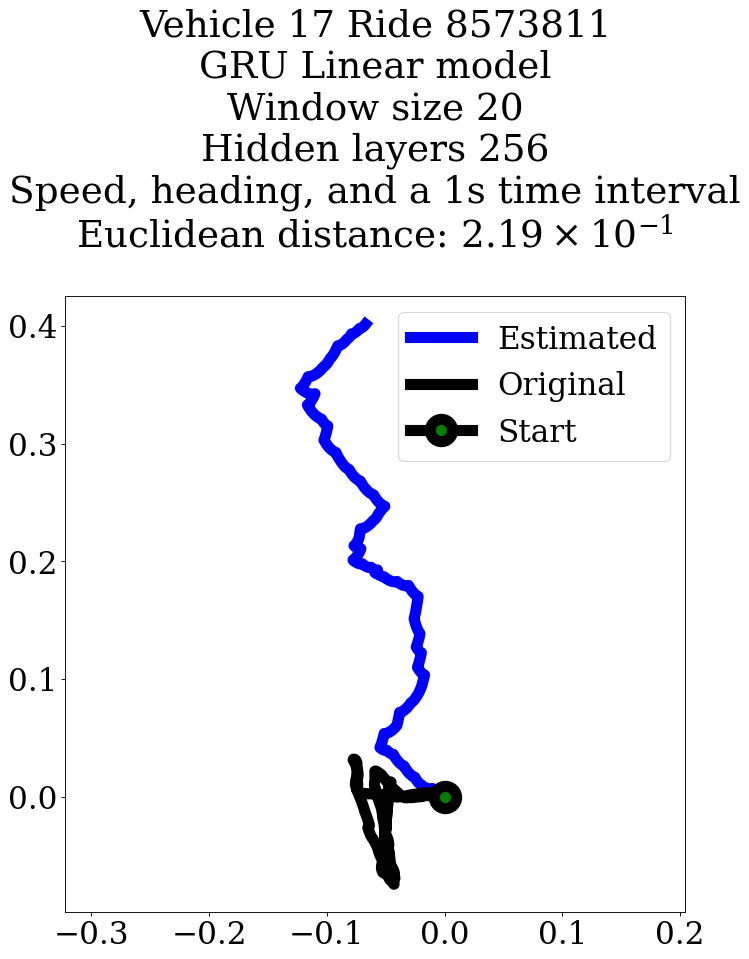 Vehicle 17 Ride 8573811
GRU Linear model
Window size 20
Hidden layers 256
Speed, heading, and a 1s time interval
Euclidean distance: 2.19 × 10⁻¹
Estimated
Original
Start
0.4
0.3
0.2
0.1
0.0
−0.3 −0.2 −0.1 0.0 0.1 0.2